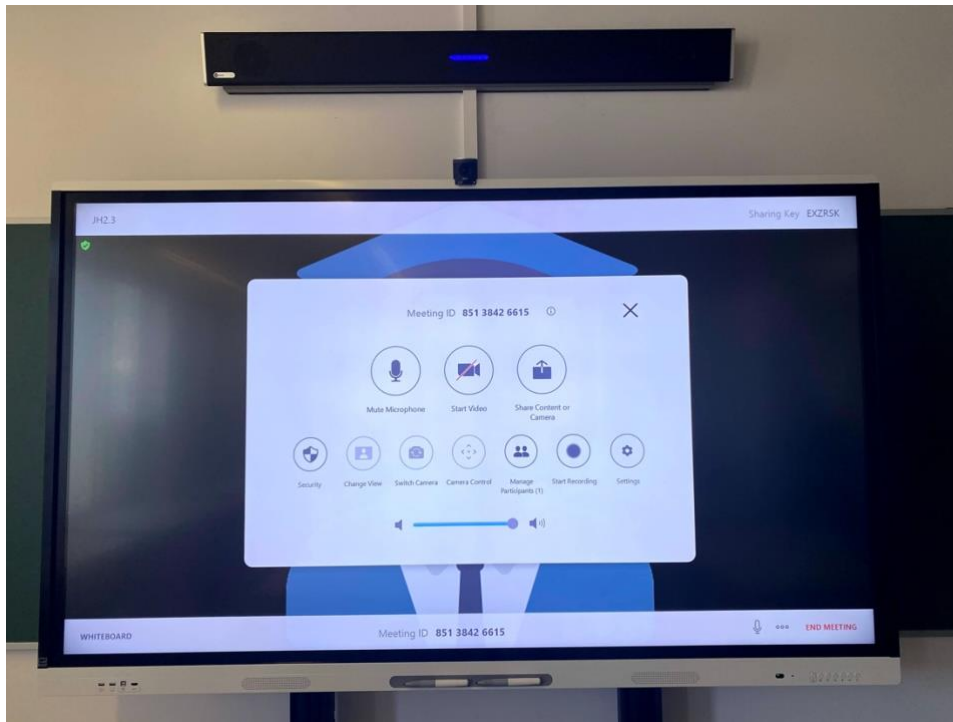 JH2.3
Sharing Key EXZRSK
Meeting ID 851 3842 6615
Mute Microphone
Start Video
Share Content or
Camera
Security
Change View
Switch Camera
Camera Control
Manage
Participants (1)
Start Recording
Settings
WHITEBOARD
Meeting ID 851 3842 6615
END MEETING